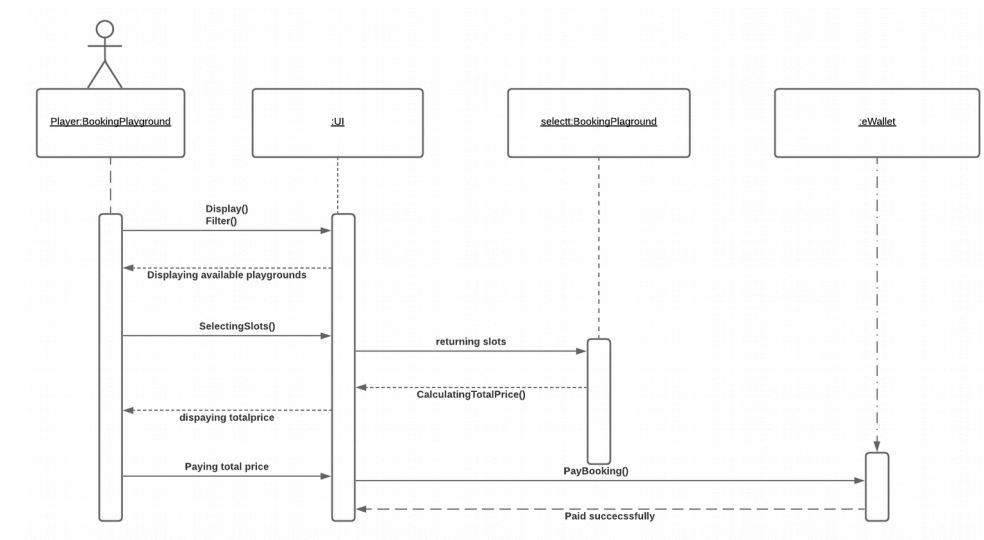 Player:BookingPlayground
:UI
selectt:BookingPlaground
:eWallet
Display()
Filter()
Displaying available playgrounds
SelectingSlots()
returning slots
CalculatingTotalPrice()
dispaying totalprice
Paying total price
PayBooking()
Paid succecssfully